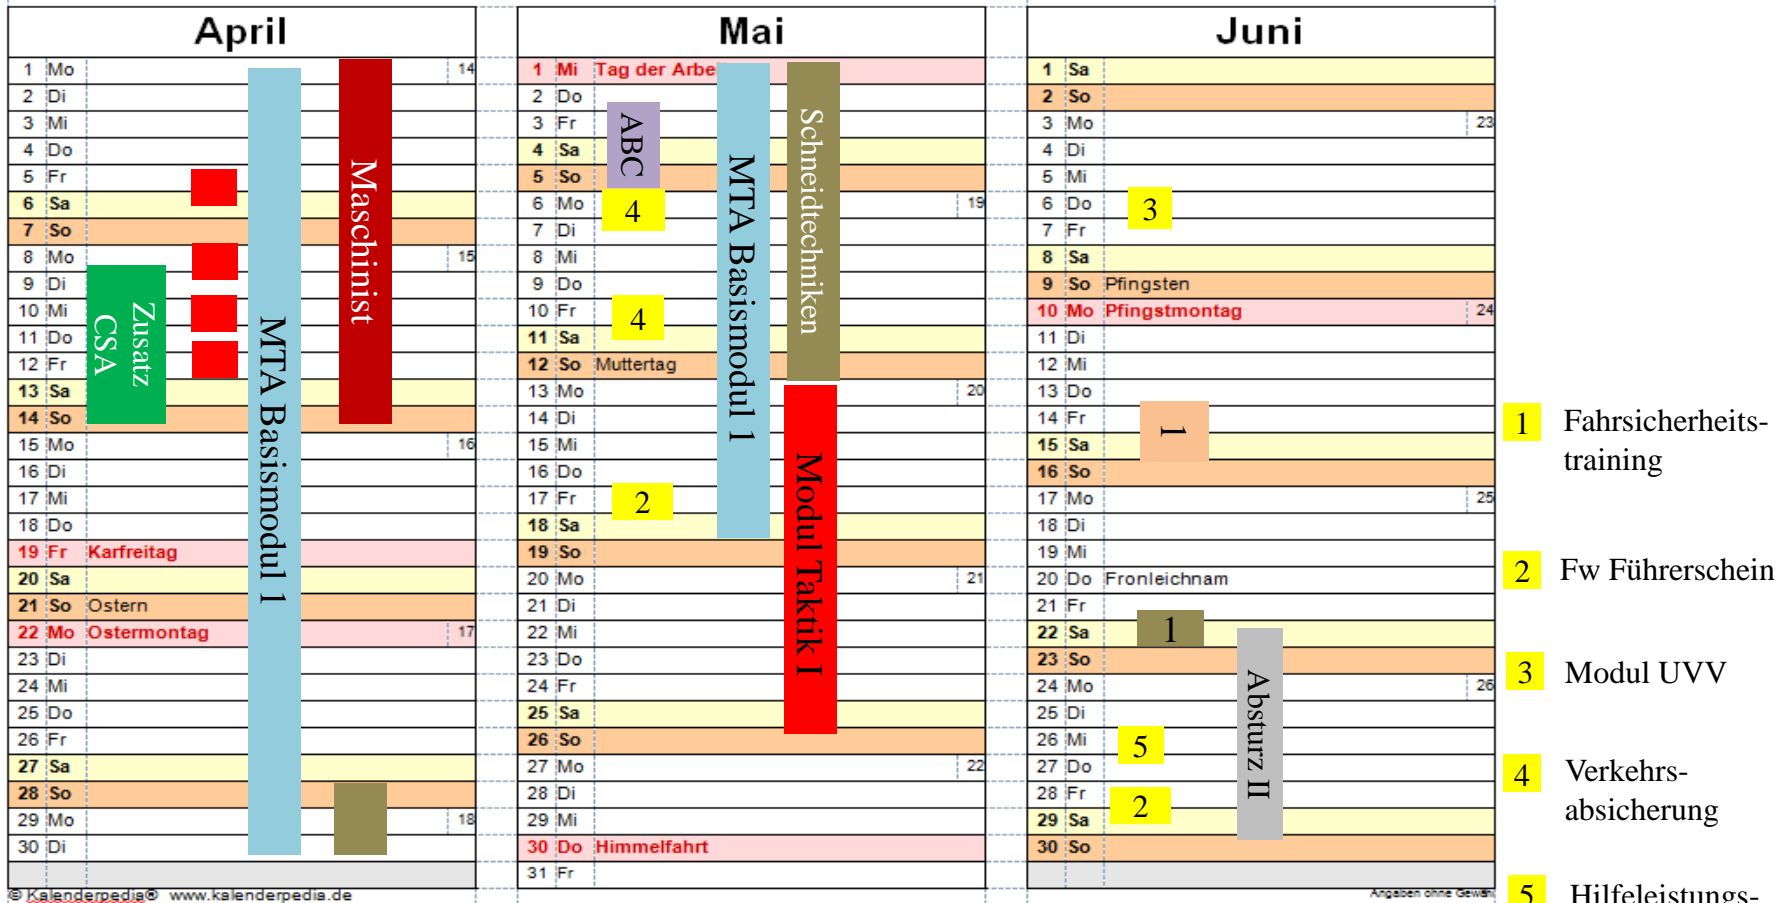 April
1 Mo 14
2 Di
3 Mi
4 Do
5 Fr
6 Sa
7 So
8 Mo 15
9 Di
10 Mi
11 Do
12 Fr
13 Sa
14 So
15 Mo 16
16 Di
17 Mi
18 Do
19 Fr Karfreitag
20 Sa
21 So Ostern
22 Mo Ostermontag 17
23 Di
24 Mi
25 Do
26 Fr
27 Sa
28 So
29 Mo 18
30 Di
Zusatz
CSA
MTA Basismodul 1
Maschinist
© Kalenderpedia® www.kalenderpedia.de
Mai
1 Mi Tag der Arbe
2 Do
3 Fr
4 Sa
5 So
6 Mo 19
7 Di
8 Mi
9 Do
10 Fr
11 Sa
12 So Muttertag
13 Mo 20
14 Di
15 Mi
16 Do
17 Fr
18 Sa
19 So
20 Mo 21
21 Di
22 Mi
23 Do
24 Fr
25 Sa
26 So
27 Mo 22
28 Di
29 Mi
30 Do Himmelfahrt
31 Fr
ABC
4
4
2
MTA Basismodul 1
Schneidtechniken
Modul Taktik I
Juni
1 Sa
2 So
3 Mo 23
4 Di
5 Mi
6 Do
7 Fr
8 Sa
9 So Pfingsten
10 Mo Pfingstmontag 24
11 Di
12 Mi
13 Do
14 Fr
15 Sa
16 So
17 Mo 25
18 Di
19 Mi
20 Do Fronleichnam
21 Fr
22 Sa
23 So
24 Mo 26
25 Di
26 Mi
27 Do
28 Fr
29 Sa
30 So
3
1
1
5
2
Absturz II
Angaben ohne Gewähr
1 Fahrsicherheits-
training
2 Fw Führerschein
3 Modul UVV
4 Verkehrs-
absicherung
5 Hilfeleistungs-